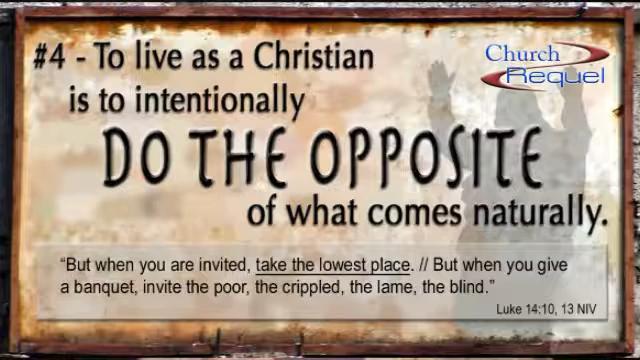 #4 - To live as a Christian
is to intentionally
DO THE OPPOSITE
of what comes naturally.
Church
Requel
“But when you are invited, take the lowest place. // But when you give
a banquet, invite the poor, the crippled, the lame, the blind.”
Luke 14:10, 13 NIV